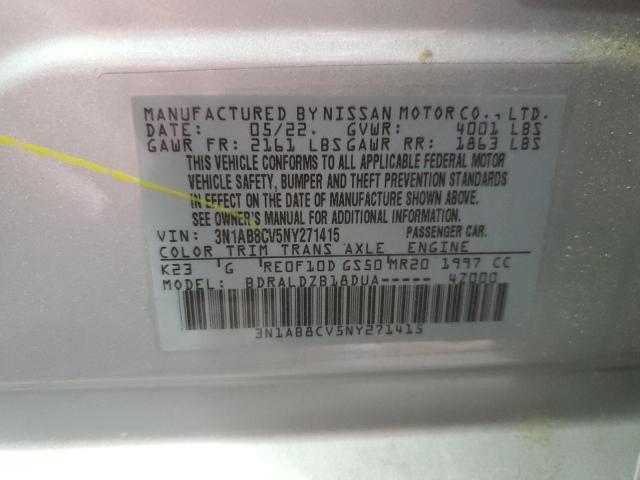 MANUFACTURED BY NISSAN MOTOR CO., LTD.
DATE: 05/22. GVWR: 4001 LBS
GAWR FR: 2161 LBS GAWR RR: 1863 LBS
THIS VEHICLE CONFORMS TO ALL APPLICABLE FEDERAL MOTOR
VEHICLE SAFETY, BUMPER AND THEFT PREVENTION STANDARDS
IN EFFECT ON THE DATE OF MANUFACTURE SHOWN ABOVE.
SEE OWNER'S MANUAL FOR ADDITIONAL INFORMATION.
VIN: 3N1AB8CV5NY271415 PASSENGER CAR.
COLOR TRIM TRANS AXLE ENGINE
K23 G RE0F10D GS50 MR20 1997 CC
MODEL: BDRALDZB18DUA----- 4Z000
3N1AB8CV5NY271415